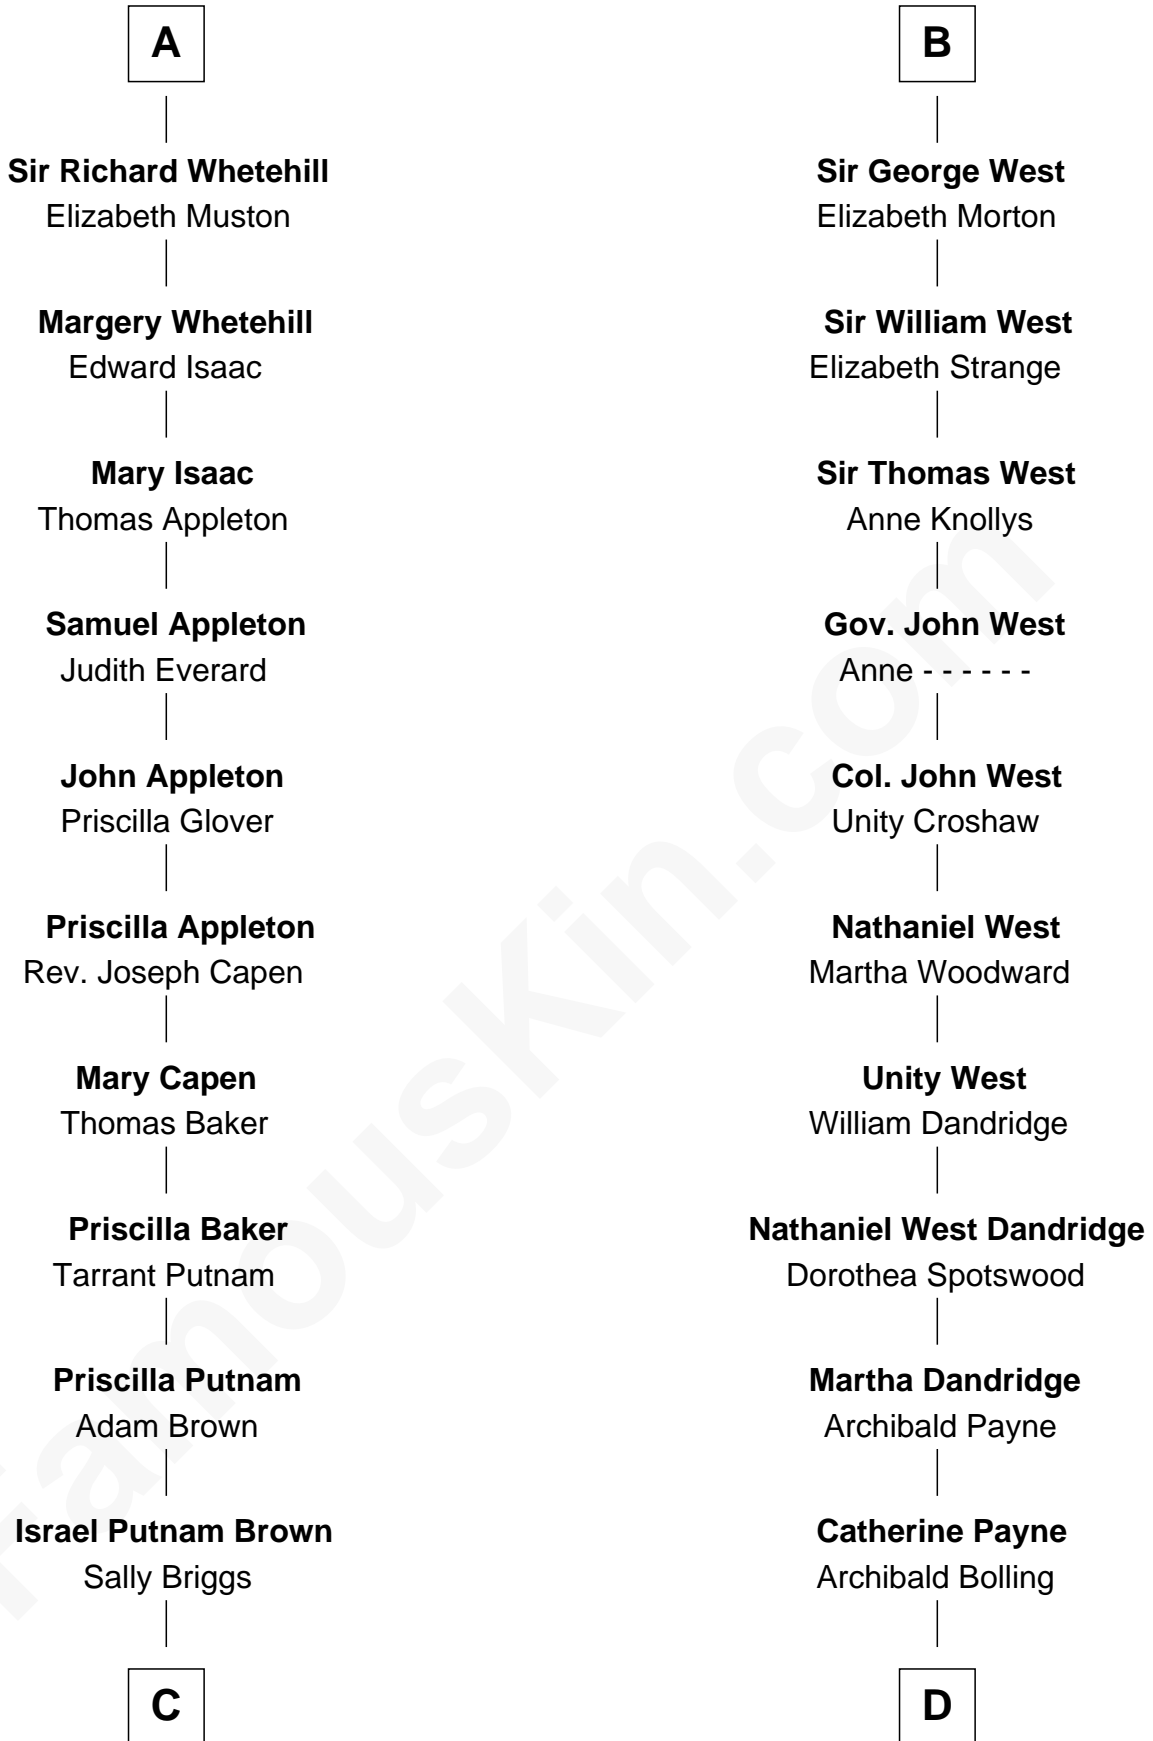 A
Sir Richard Whetehill
Elizabeth Muston
Margery Whetehill
Edward Isaac
Mary Isaac
Thomas Appleton
Samuel Appleton
Judith Everard
John Appleton
Priscilla Glover
Priscilla Appleton
Rev. Joseph Capen
Mary Capen
Thomas Baker
Priscilla Baker
Tarrant Putnam
Priscilla Putnam
Adam Brown
Israel Putnam Brown
Sally Briggs
C
B
Sir George West
Elizabeth Morton
Sir William West
Elizabeth Strange
Sir Thomas West
Anne Knollys
Gov. John West
Anne - - - - - -
Col. John West
Unity Croshaw
Nathaniel West
Martha Woodward
Unity West
William Dandridge
Nathaniel West Dandridge
Dorothea Spotswood
Martha Dandridge
Archibald Payne
Catherine Payne
Archibald Bolling
D
FamousKin.com